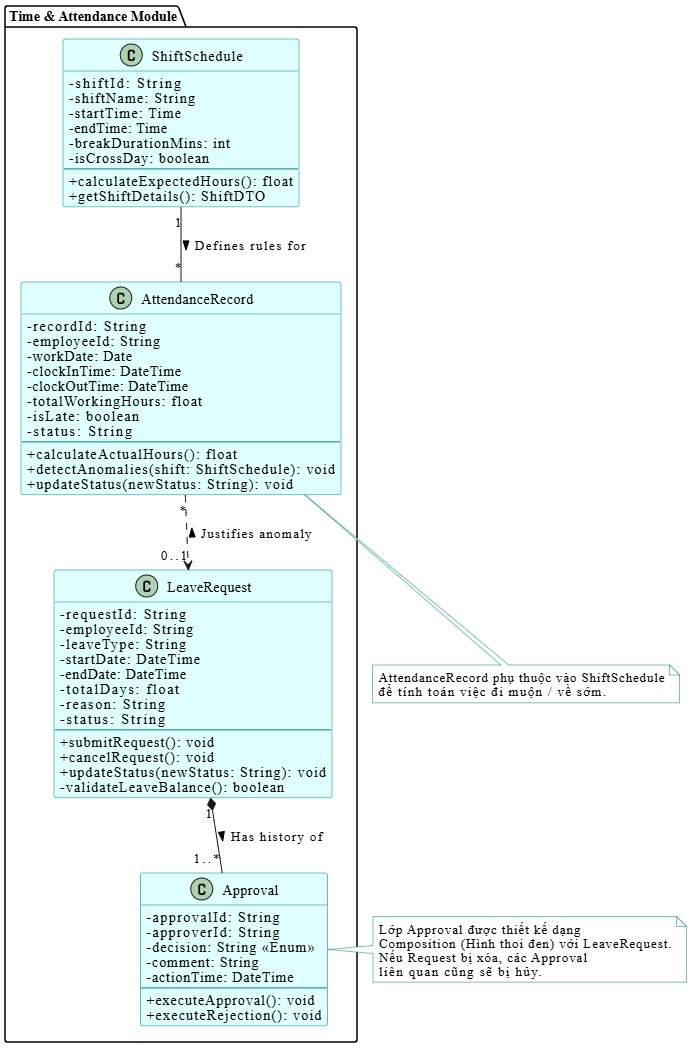 Time & Attendance Module
C ShiftSchedule
-shiftId: String
-shiftName: String
-startTime: Time
-endTime: Time
-breakDurationMins: int
-isCrossDay: boolean
+calculateExpectedHours(): float
+getShiftDetails(): ShiftDTO
1
Defines rules for
*
C AttendanceRecord
-recordId: String
-employeeId: String
-workDate: Date
-clockInTime: DateTime
-clockOutTime: DateTime
-totalWorkingHours: float
-isLate: boolean
-status: String
+calculateActualHours(): float
+detectAnomalies(shift: ShiftSchedule): void
+updateStatus(newStatus: String): void
*
Justifies anomaly
0..1
C LeaveRequest
-requestId: String
-employeeId: String
-leaveType: String
-startDate: DateTime
-endDate: DateTime
-totalDays: float
-reason: String
-status: String
+submitRequest(): void
+cancelRequest(): void
+updateStatus(newStatus: String): void
-validateLeaveBalance(): boolean
AttendanceRecord phụ thuộc vào ShiftSchedule
để tính toán việc đi muộn / về sớm.
1
Has history of
1..*
C Approval
-approvalId: String
-approverId: String
-decision: String «Enum»
-comment: String
-actionTime: DateTime
+executeApproval(): void
+executeRejection(): void
Lớp Approval được thiết kế dạng
Composition (Hình thoi đen) với LeaveRequest.
Nếu Request bị xóa, các Approval
liên quan cũng sẽ bị hủy.